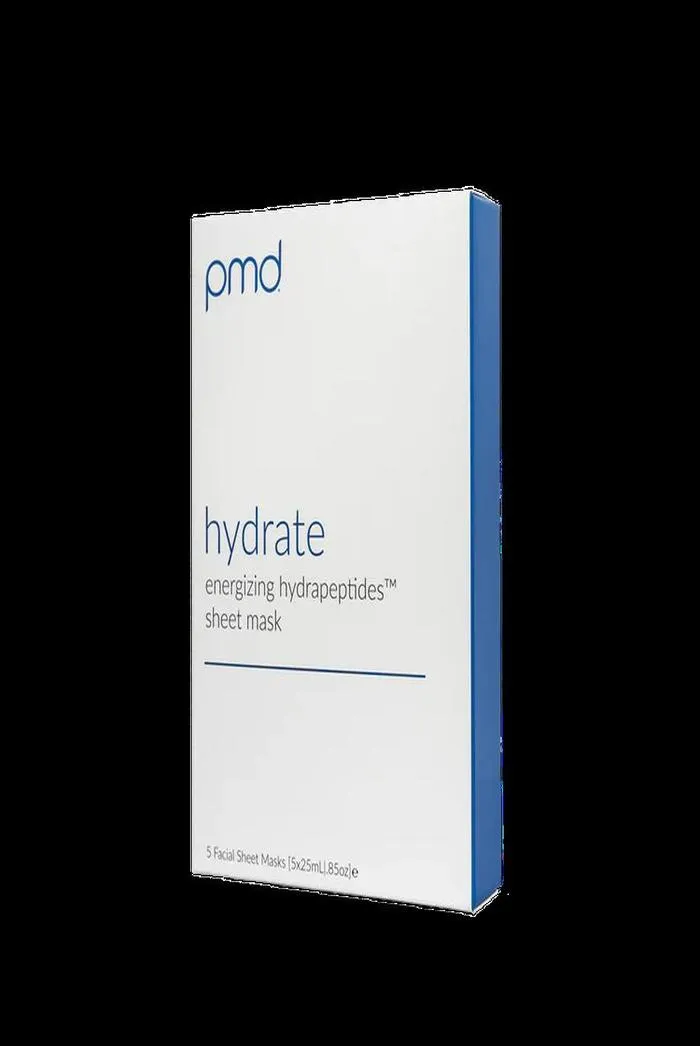 pmd
hydrate
energizing hydrapeptides™
sheet mask
5 Facial Sheet Masks [5x25mL|.85oz]℮